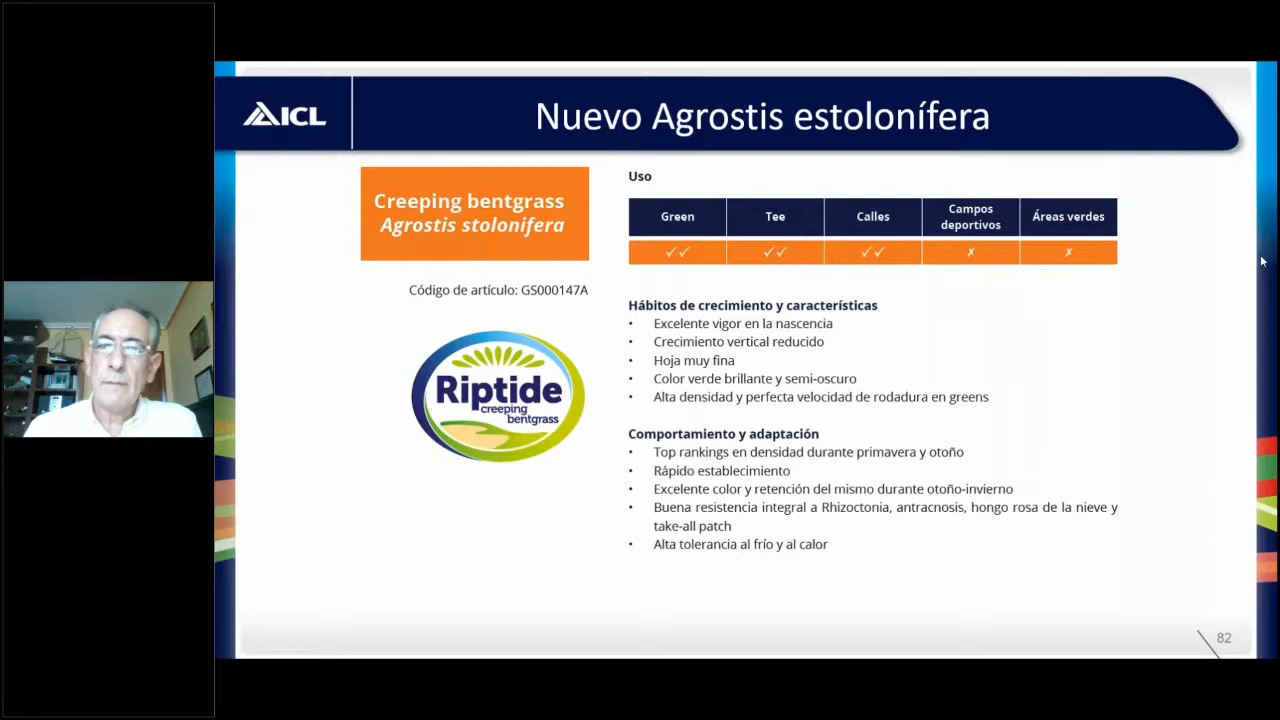 ICL
Nuevo Agrostis estolonífera
Creeping bentgrass
Agrostis stolonifera
Código de artículo: GS000147A
Riptide
creeping
bentgrass
Uso
Green Tee Calles Campos deportivos Áreas verdes
✓✓ ✓✓ ✓✓ ✗ ✗
Hábitos de crecimiento y características
• Excelente vigor en la nascencia
• Crecimiento vertical reducido
• Hoja muy fina
• Color verde brillante y semi-oscuro
• Alta densidad y perfecta velocidad de rodadura en greens
Comportamiento y adaptación
• Top rankings en densidad durante primavera y otoño
• Rápido establecimiento
• Excelente color y retención del mismo durante otoño-invierno
• Buena resistencia integral a Rhizoctonia, antracnosis, hongo rosa de la nieve y
take-all patch
• Alta tolerancia al frío y al calor
82